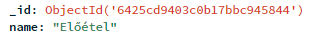 _id: ObjectId('6425cd9403c0b17bbc945844')
name: "Előétel"